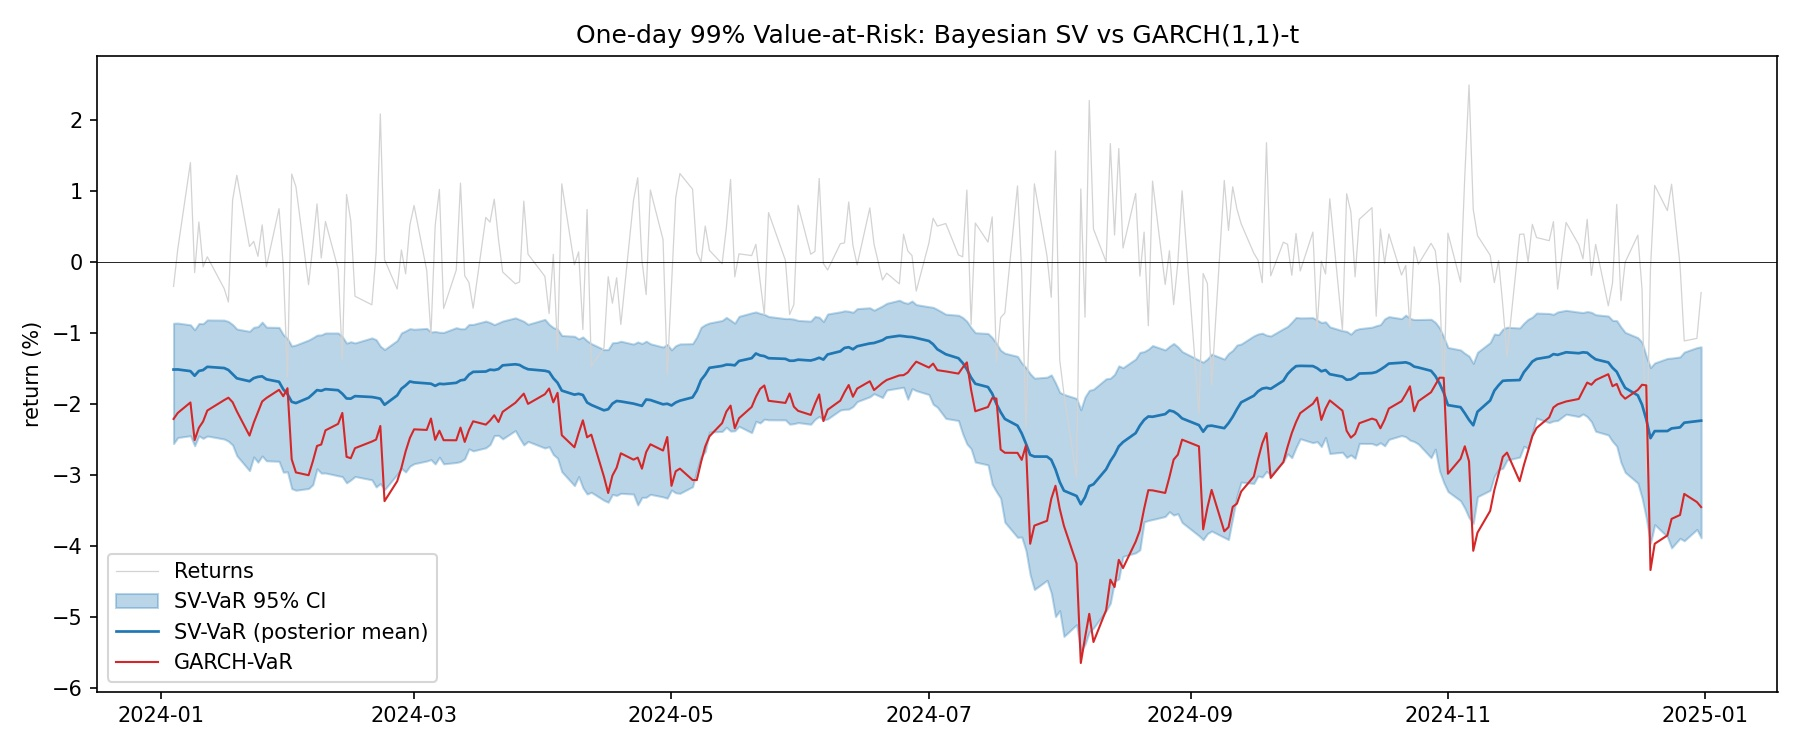 One-day 99% Value-at-Risk: Bayesian SV vs GARCH(1,1)-t
return (%)
2
1
0
−1
−2
−3
−4
−5
−6
Returns
SV-VaR 95% CI
SV-VaR (posterior mean)
GARCH-VaR
2024-01
2024-03
2024-05
2024-07
2024-09
2024-11
2025-01